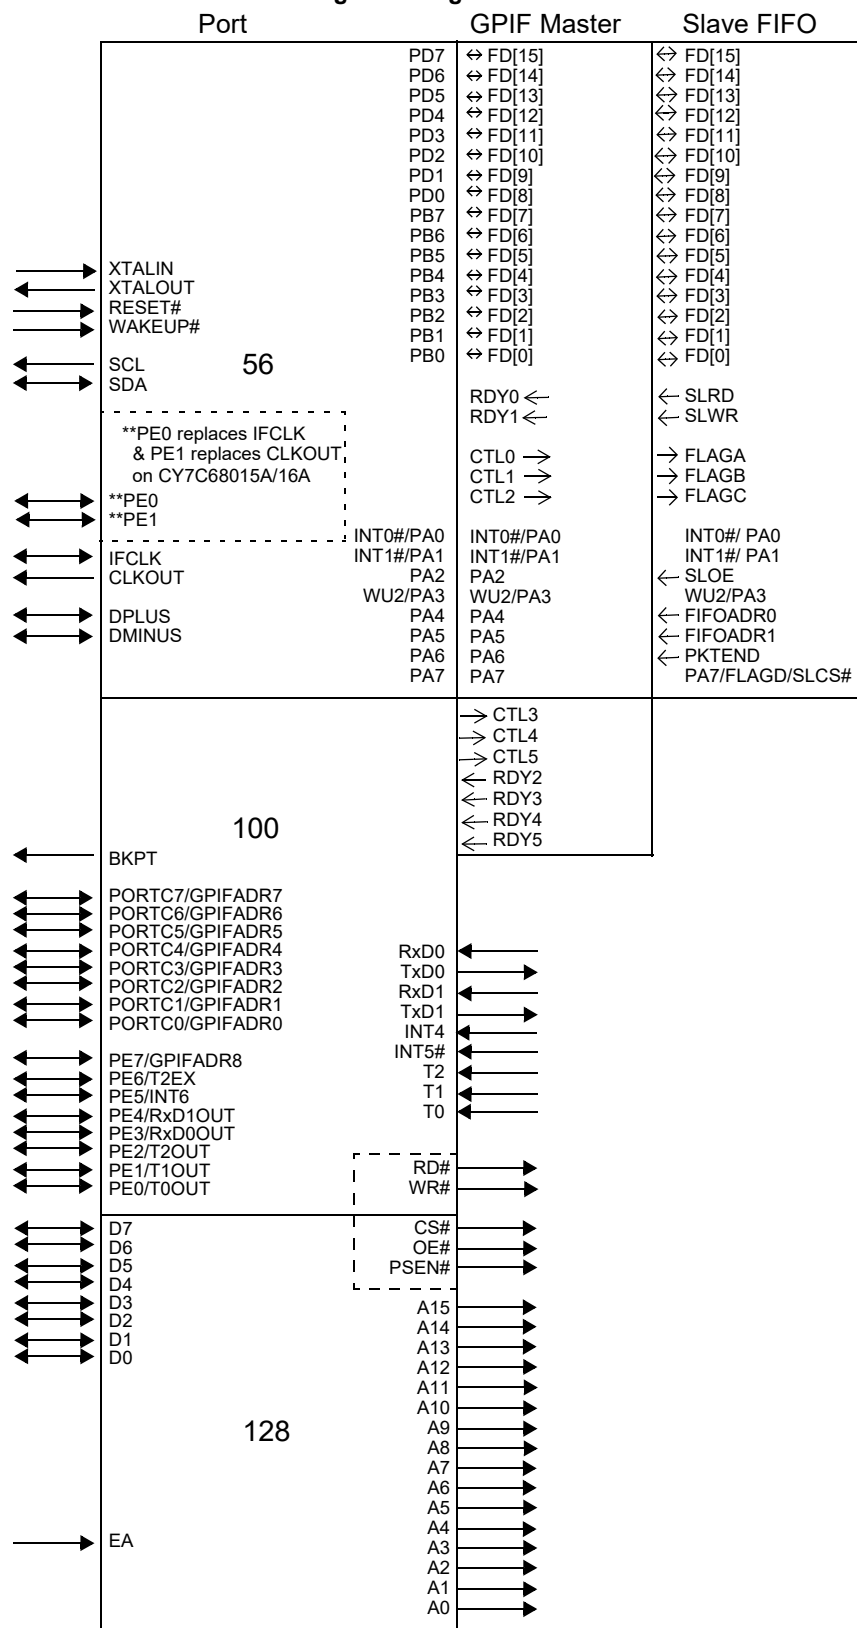 Port GPIF Master Slave FIFO
PD7 FD[15] FD[15]
PD6 FD[14] FD[14]
PD5 FD[13] FD[13]
PD4 FD[12] FD[12]
PD3 FD[11] FD[11]
PD2 FD[10] FD[10]
PD1 FD[9] FD[9]
PD0 FD[8] FD[8]
PB7 FD[7] FD[7]
PB6 FD[6] FD[6]
PB5 FD[5] FD[5]
PB4 FD[4] FD[4]
PB3 FD[3] FD[3]
PB2 FD[2] FD[2]
PB1 FD[1] FD[1]
PB0 FD[0] FD[0]
XTALIN
XTALOUT
RESET#
WAKEUP#
SCL
SDA
56
RDY0 SLRD
RDY1 SLWR
**PE0 replaces IFCLK
& PE1 replaces CLKOUT
on CY7C68015A/16A
CTL0 FLAGA
CTL1 FLAGB
CTL2 FLAGC
**PE0
**PE1
INT0#/PA0 INT0#/PA0 INT0#/ PA0
INT1#/PA1 INT1#/PA1 INT1#/ PA1
PA2 PA2 SLOE
WU2/PA3 WU2/PA3 WU2/PA3
PA4 PA4 FIFOADR0
PA5 PA5 FIFOADR1
PA6 PA6 PKTEND
PA7 PA7 PA7/FLAGD/SLCS#
IFCLK
CLKOUT
DPLUS
DMINUS
CTL3
CTL4
CTL5
RDY2
RDY3
RDY4
RDY5
100
BKPT
PORTC7/GPIFADR7
PORTC6/GPIFADR6
PORTC5/GPIFADR5
PORTC4/GPIFADR4
PORTC3/GPIFADR3
PORTC2/GPIFADR2
PORTC1/GPIFADR1
PORTC0/GPIFADR0
PE7/GPIFADR8
PE6/T2EX
PE5/INT6
PE4/RxD1OUT
PE3/RxD0OUT
PE2/T2OUT
PE1/T1OUT
PE0/T0OUT
RxD0
TxD0
RxD1
TxD1
INT4
INT5#
T2
T1
T0
RD#
WR#
CS#
OE#
PSEN#
D7
D6
D5
D4
D3
D2
D1
D0
128
EA
A15
A14
A13
A12
A11
A10
A9
A8
A7
A6
A5
A4
A3
A2
A1
A0